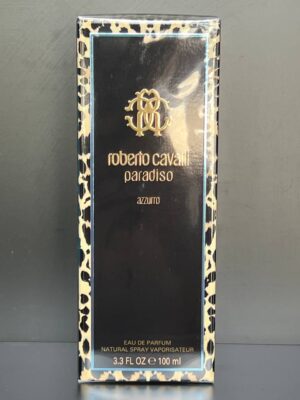 roberto cavalli
paradiso
azzurro
EAU DE PARFUM
NATURAL SPRAY VAPORISATEUR
3.3 FL OZ ℮ 100 ml